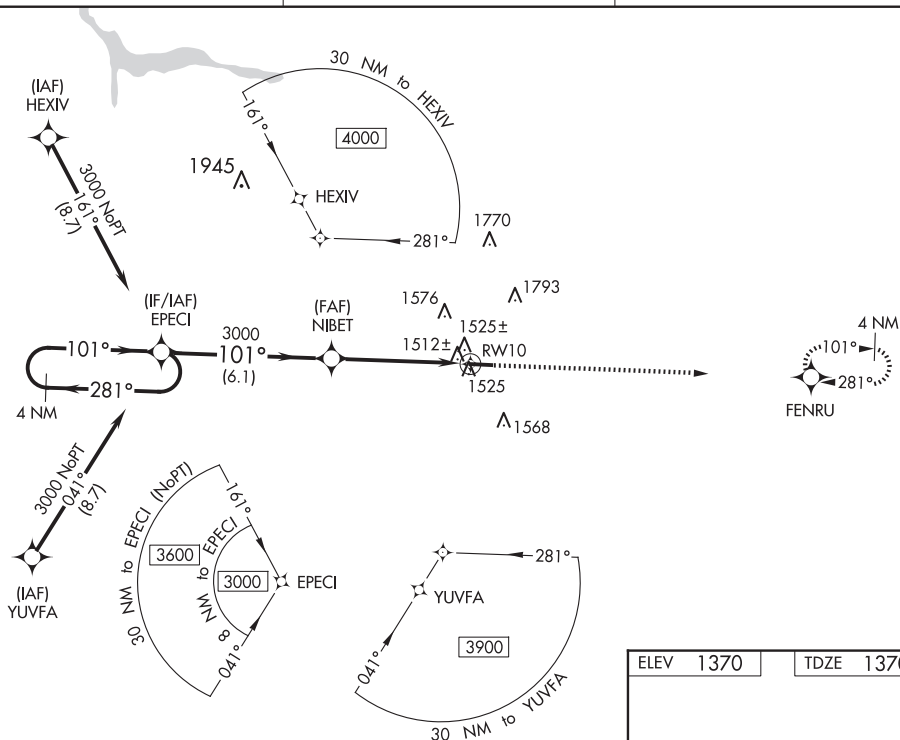 30 NM to HEXIV
(IAF)
HEXIV
161°
4000
1945
3000 NoPT
161°
(8.7)
HEXIV
281°
1770
1793
1576
(IF/IAF)
EPECI
(FAF)
NIBET
1525±
1512±
RW10
1525
3000
101°
(6.1)
101°
281°
4 NM
4 NM
101°
281°
FENRU
1568
3000 NoPT
041°
(8.7)
(IAF)
YUVFA
30 NM to EPECI (NoPT)
161°
3600
8 NM to EPECI
3000
EPECI
041°
281°
YUVFA
3900
041°
30 NM to YUVFA
ELEV 1370
TDZE 1370